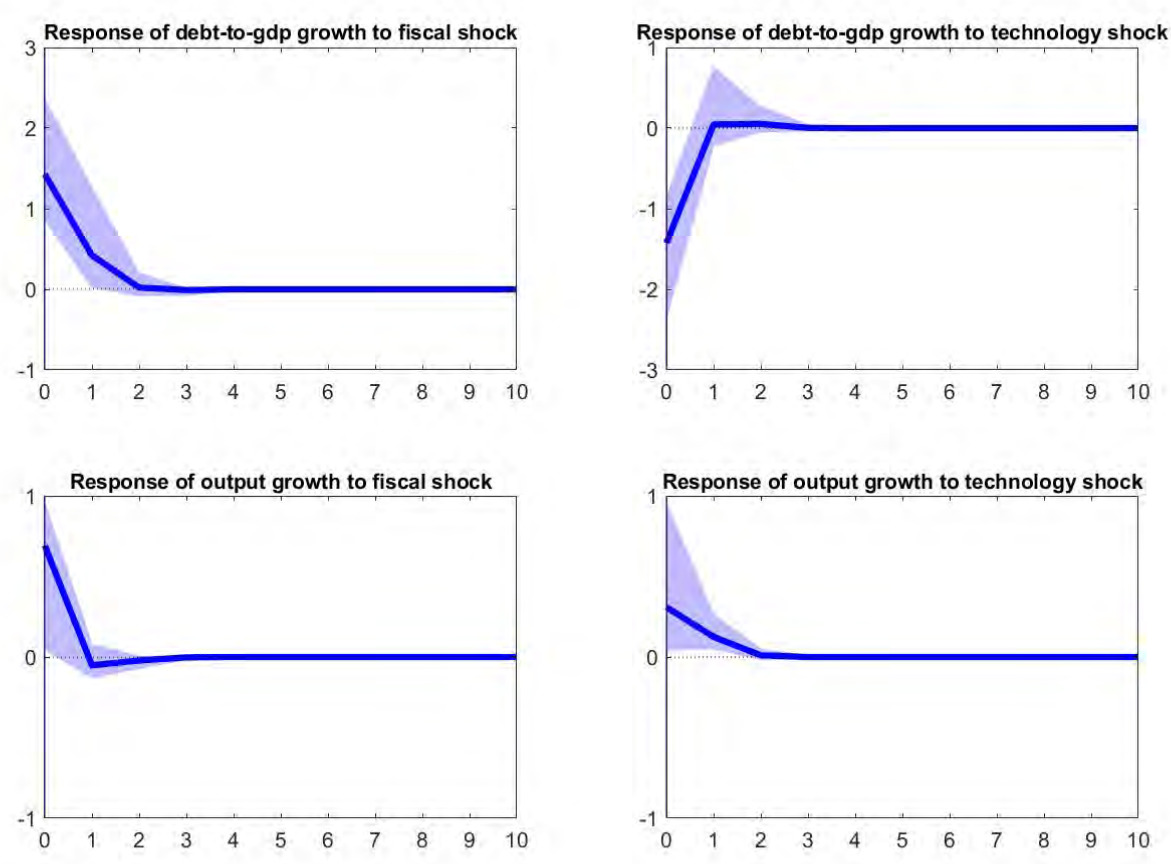 Response of debt-to-gdp growth to fiscal shock
3
2
1
0
-1
0 1 2 3 4 5 6 7 8 9 10
Response of debt-to-gdp growth to technology shock
1
0
-1
-2
-3
0 1 2 3 4 5 6 7 8 9 10
Response of output growth to fiscal shock
1
0
-1
0 1 2 3 4 5 6 7 8 9 10
Response of output growth to technology shock
1
0
-1
0 1 2 3 4 5 6 7 8 9 10